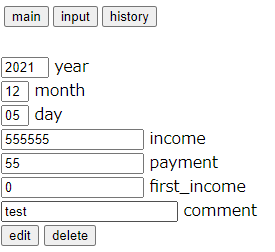 main input history
2021 year
12 month
05 day
555555 income
55 payment
0 first_income
test comment
edit delete